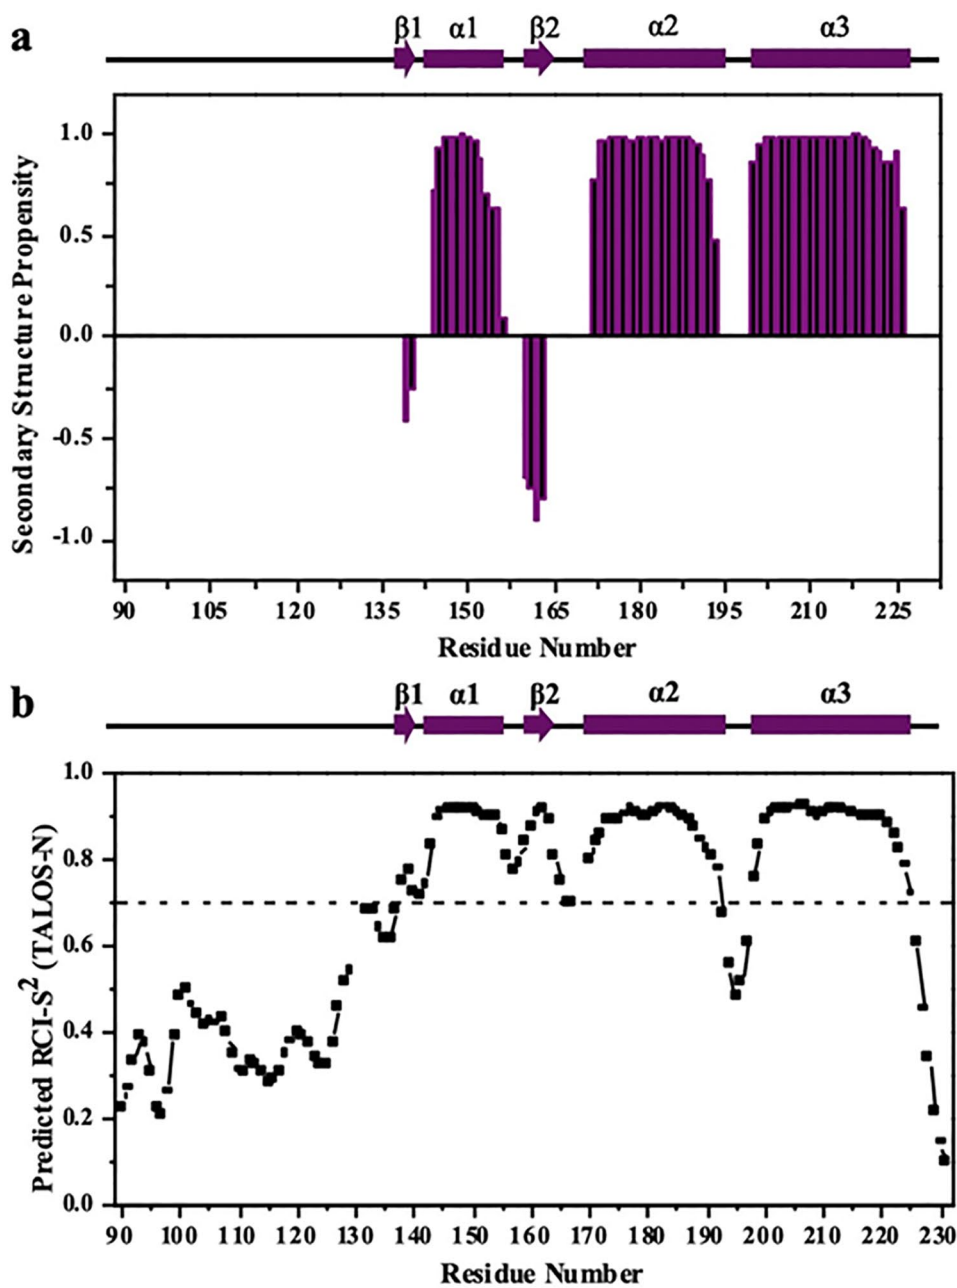 a
β1 α1 β2 α2 α3
1.0
0.5
0.0
-0.5
-1.0
Secondary Structure Propensity
90 105 120 135 150 165 180 195 210 225
Residue Number
b
β1 α1 β2 α2 α3
1.0
0.8
0.6
0.4
0.2
0.0
Predicted RCI-S² (TALOS-N)
90 100 110 120 130 140 150 160 170 180 190 200 210 220 230
Residue Number